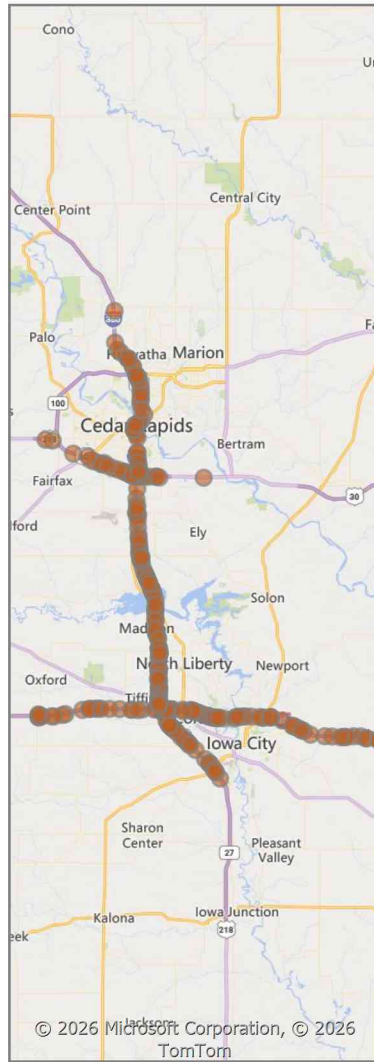 Cono
Center Point
Central City
Palo
Marion
100
Cedar Rapids
Bertram
Fairfax
30
Ely
Solon
North Liberty
Newport
Oxford
Iowa City
Sharon
Center
27
Pleasant
Valley
Kalona
Iowa Junction
eek
218
© 2026 Microsoft Corporation, © 2026
TomTom